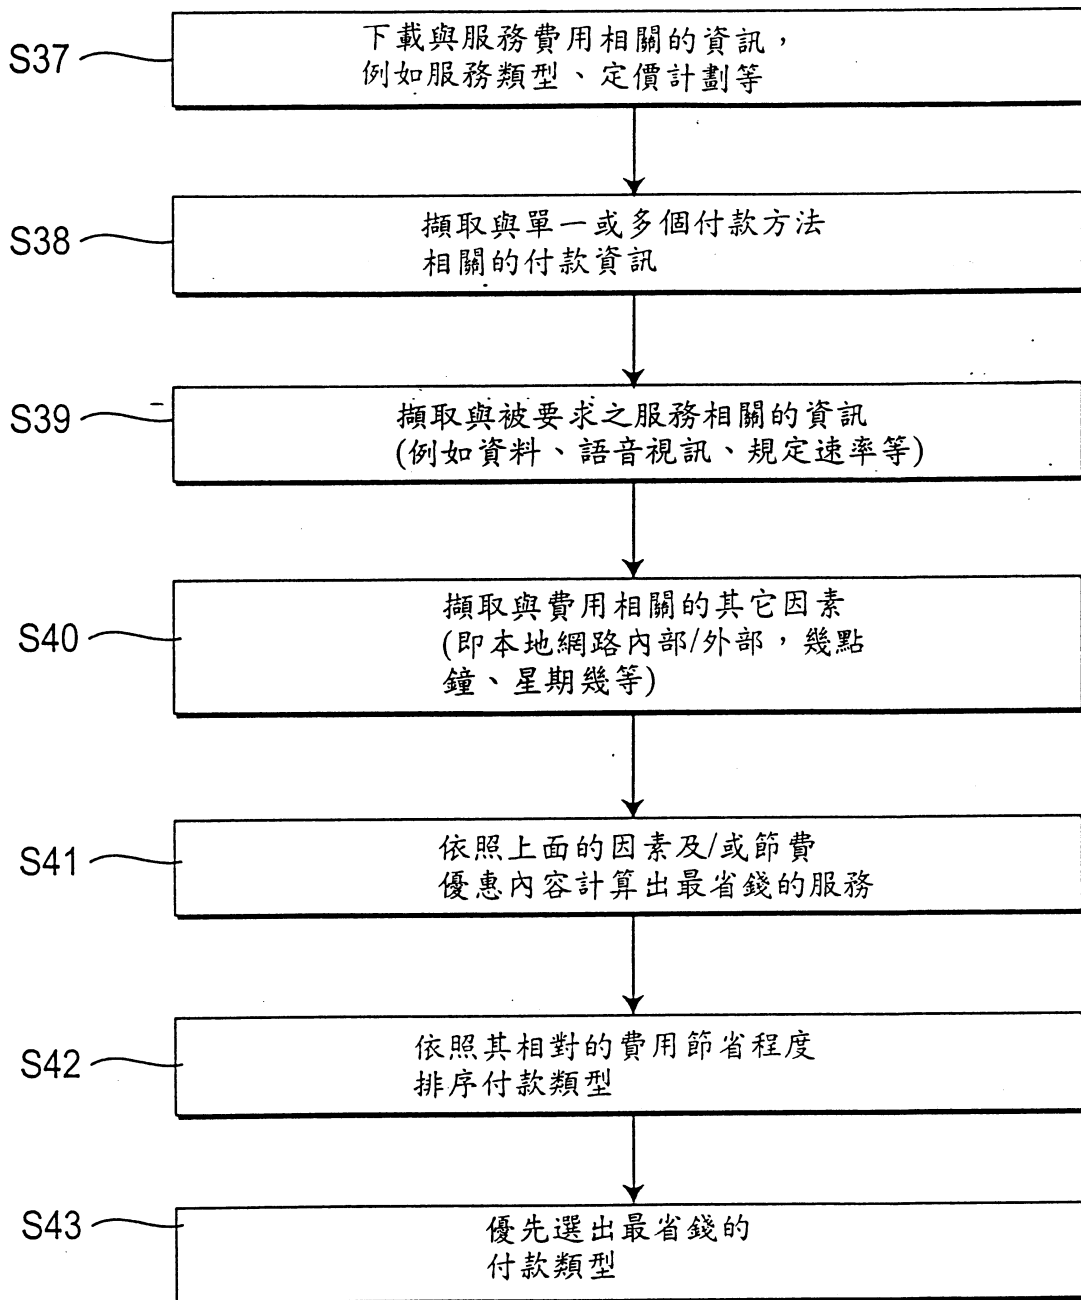 S37
下載與服務費用相關的資訊，
例如服務類型、定價計劃等
S38
擷取與單一或多個付款方法
相關的付款資訊
S39
擷取與被要求之服務相關的資訊
(例如資料、語音視訊、規定速率等)
S40
擷取與費用相關的其它因素
(即本地網路內部/外部，幾點
鐘、星期幾等)
S41
依照上面的因素及/或節費
優惠內容計算出最省錢的服務
S42
依照其相對的費用節省程度
排序付款類型
S43
優先選出最省錢的
付款類型